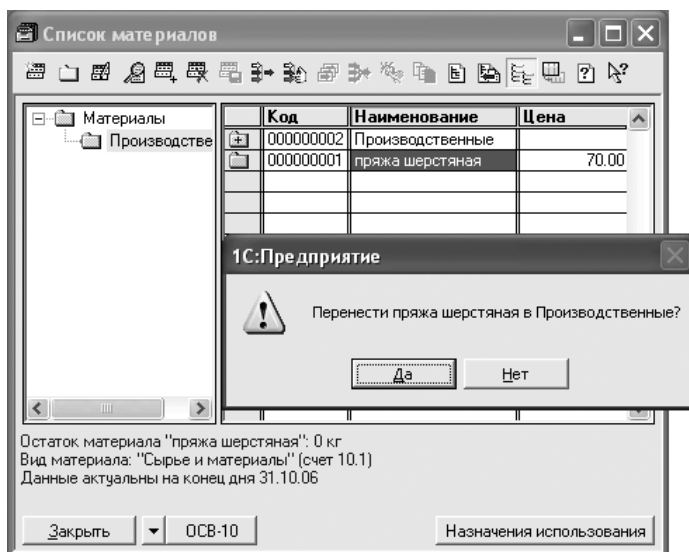 Список материалов
Материалы
Производстве
Код Наименование Цена
000000002 Производственные
000000001 пряжа шерстяная 70.00
1С:Предприятие
Перенести пряжа шерстяная в Производственные?
Да Нет
Остаток материала "пряжа шерстяная": 0 кг
Вид материала: "Сырье и материалы" (счет 10.1)
Данные актуальны на конец дня 31.10.06
Закрыть ОСВ-10 Назначения использования